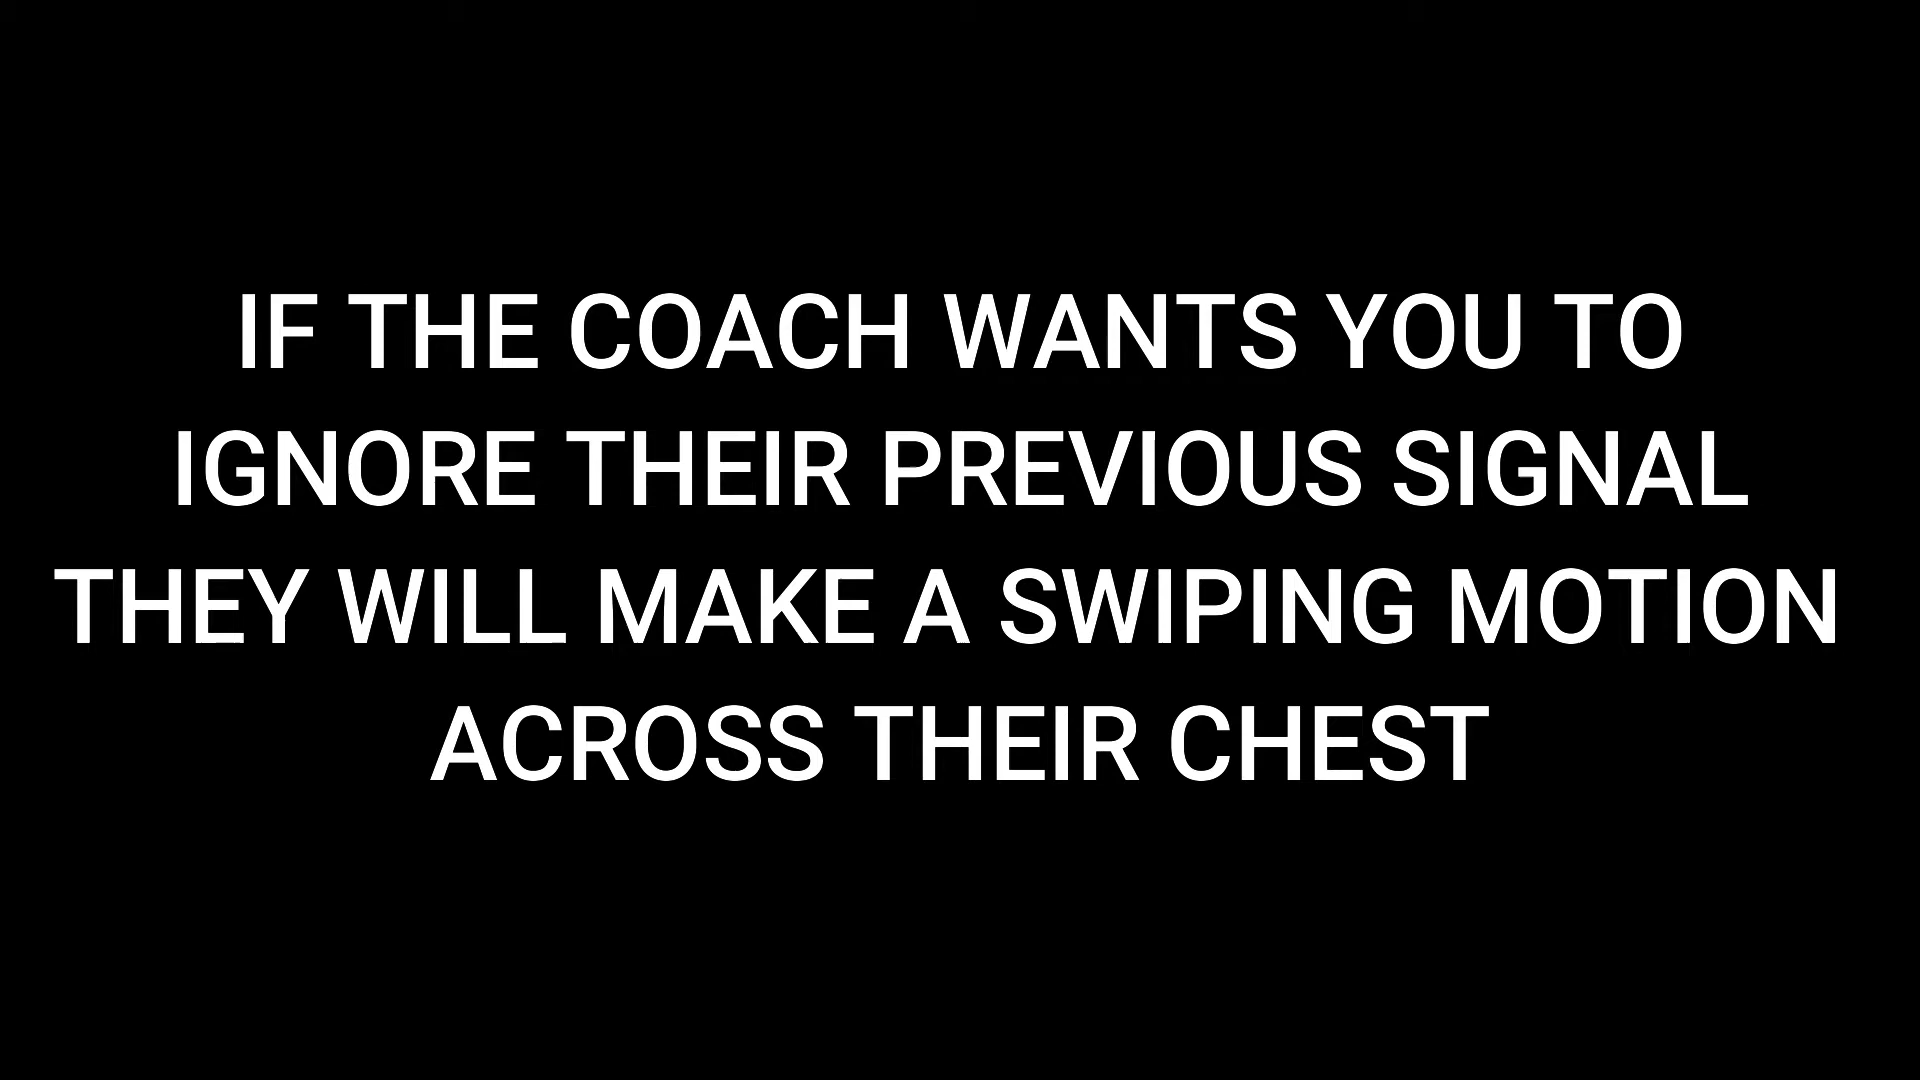 IF THE COACH WANTS YOU TO
IGNORE THEIR PREVIOUS SIGNAL
THEY WILL MAKE A SWIPING MOTION
ACROSS THEIR CHEST